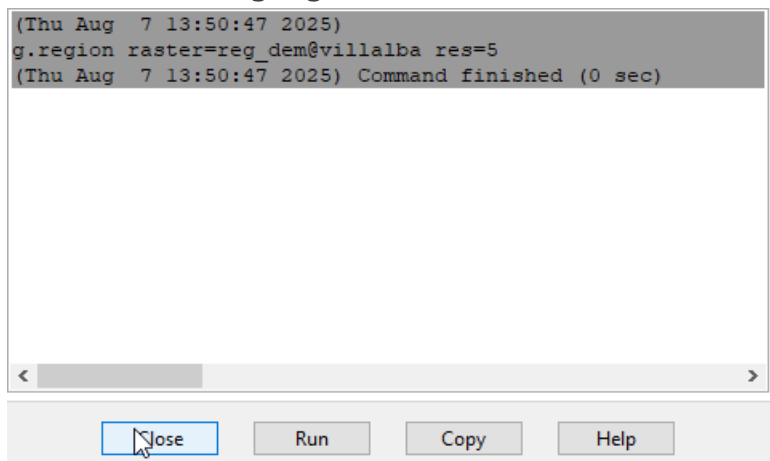 (Thu Aug  7 13:50:47 2025)
g.region raster=reg_dem@villalba res=5
(Thu Aug  7 13:50:47 2025) Command finished (0 sec)
Close Run Copy Help